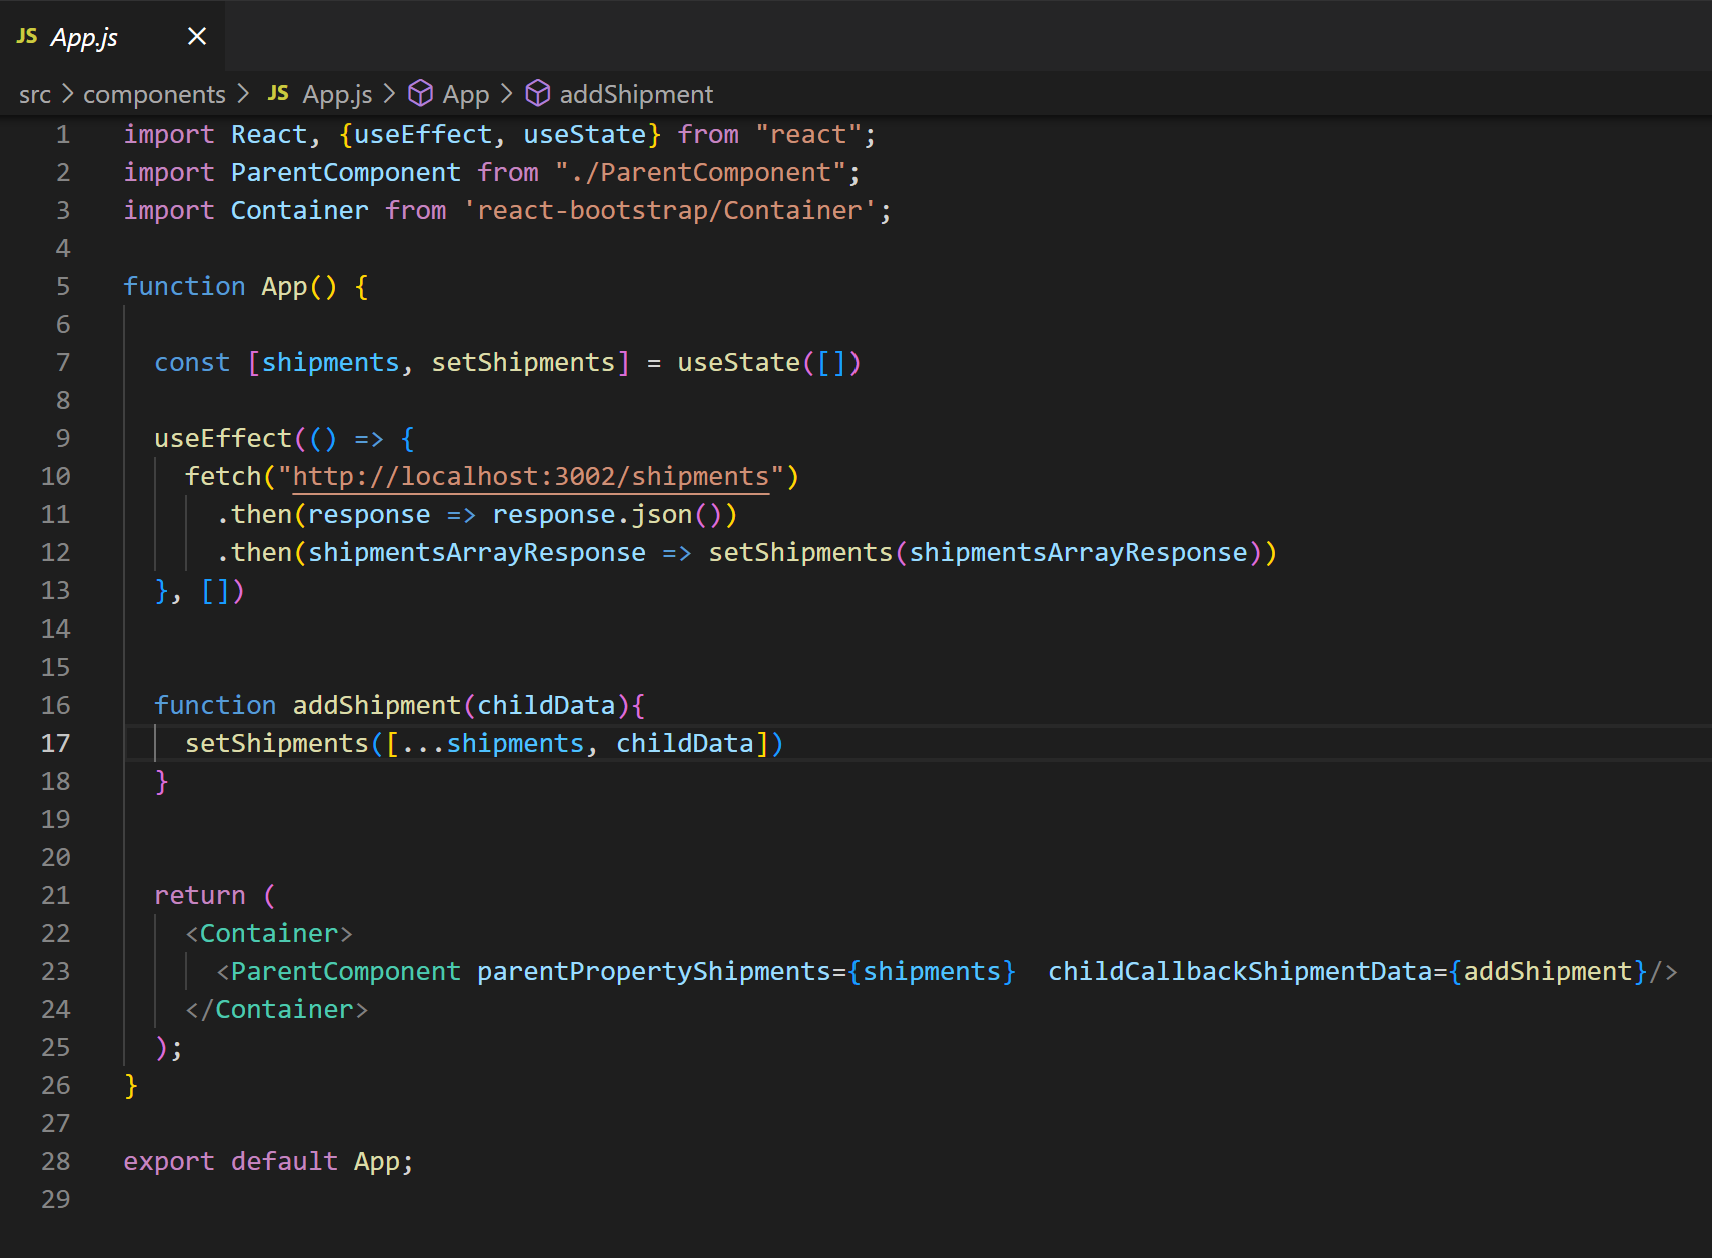 JS App.js
src > components > JS App.js > App > addShipment
1 import React, {useEffect, useState} from "react";
2 import ParentComponent from "./ParentComponent";
3 import Container from 'react-bootstrap/Container';
4
5 function App() {
6
7   const [shipments, setShipments] = useState([])
8
9   useEffect(() => {
10     fetch("http://localhost:3002/shipments")
11       .then(response => response.json())
12       .then(shipmentsArrayResponse => setShipments(shipmentsArrayResponse))
13   }, [])
14
15
16   function addShipment(childData){
17     setShipments([...shipments, childData])
18   }
19
20
21   return (
22     <Container>
23       <ParentComponent parentPropertyShipments={shipments}  childCallbackShipmentData={addShipment}/>
24     </Container>
25   );
26 }
27
28 export default App;
29